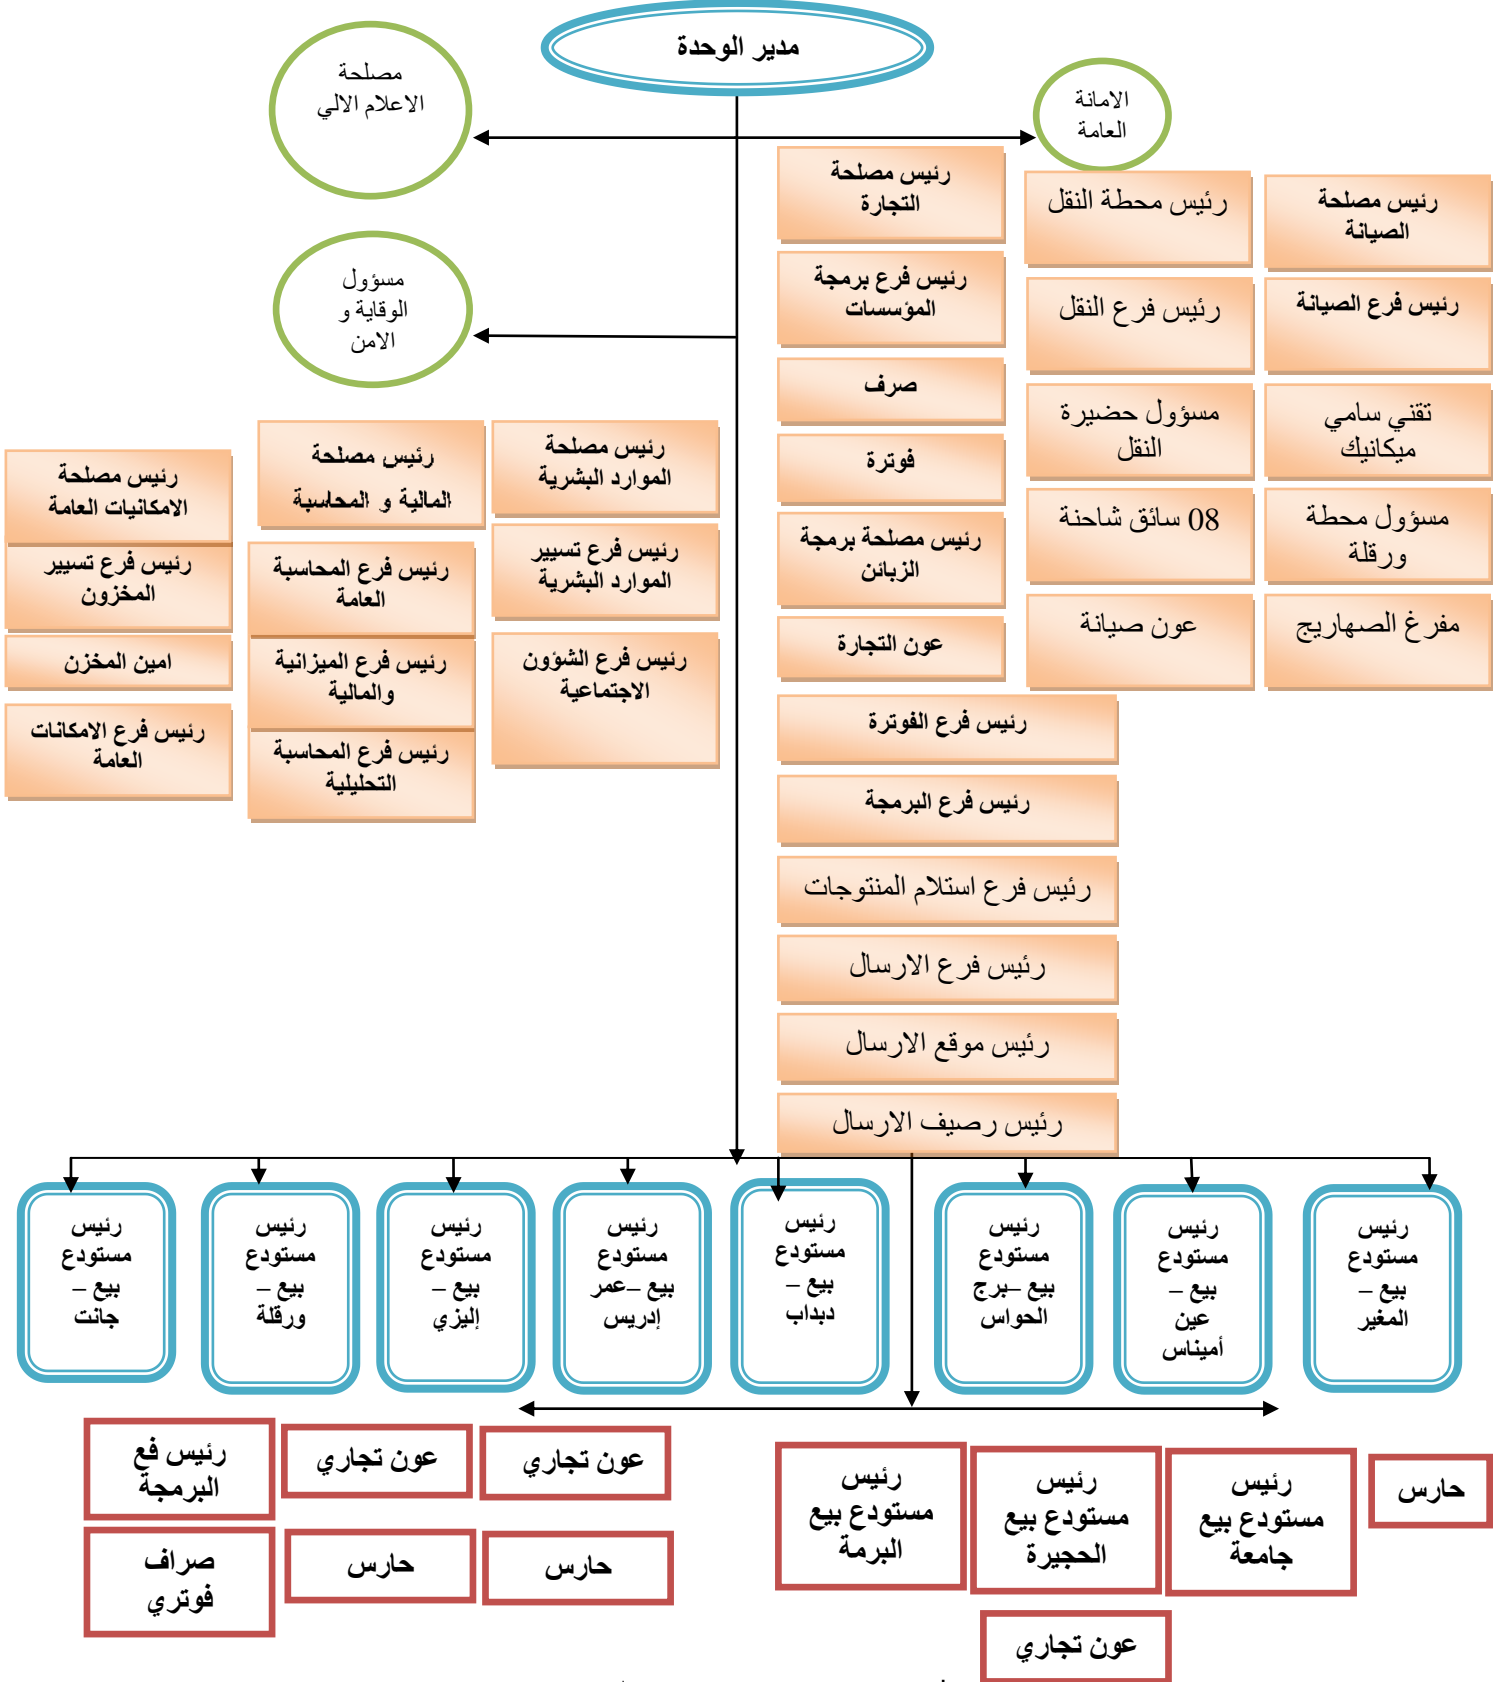 مدير الوحدة
مصلحة
الاعلام الالي
الامانة
العامة
مسؤول
الوقاية و
الامن
رئيس مصلحة
الصيانة
رئيس فرع الصيانة
تقني سامي
ميكانيك
مسؤول محطة
ورقلة
مفرغ الصهاريج
رئيس محطة النقل
رئيس فرع النقل
مسؤول حضيرة
النقل
08 سائق شاحنة
عون صيانة
رئيس مصلحة
التجارة
رئيس فرع برمجة
المؤسسات
صرف
فوترة
رئيس مصلحة برمجة
الزبائن
عون التجارة
رئيس فرع الفوترة
رئيس فرع البرمجة
رئيس فرع استلام المنتوجات
رئيس فرع الارسال
رئيس موقع الارسال
رئيس رصيف الارسال
رئيس مصلحة
الموارد البشرية
رئيس فرع تسيير
الموارد البشرية
رئيس فرع الشؤون
الاجتماعية
رئيس مصلحة
المالية و المحاسبة
رئيس فرع المحاسبة
العامة
رئيس فرع الميزانية
والمالية
رئيس فرع المحاسبة
التحليلية
رئيس مصلحة
الامكانيات العامة
رئيس فرع تسيير
المخزون
امين المخزن
رئيس فرع الامكانات
العامة
رئيس
مستودع
بيع –
المغير
رئيس
مستودع
بيع –
عين
أميناس
رئيس
مستودع
بيع –برج
الحواس
رئيس
مستودع
بيع –
دبداب
رئيس
مستودع
بيع –عمر
إدريس
رئيس
مستودع
بيع –
إليزي
رئيس
مستودع
بيع –
ورقلة
رئيس
مستودع
بيع –
جانت
حارس
رئيس
مستودع بيع
جامعة
رئيس
مستودع بيع
الحجيرة
رئيس
مستودع بيع
البرمة
عون تجاري
عون تجاري
حارس
عون تجاري
حارس
رئيس فع
البرمجة
صراف
فوتري